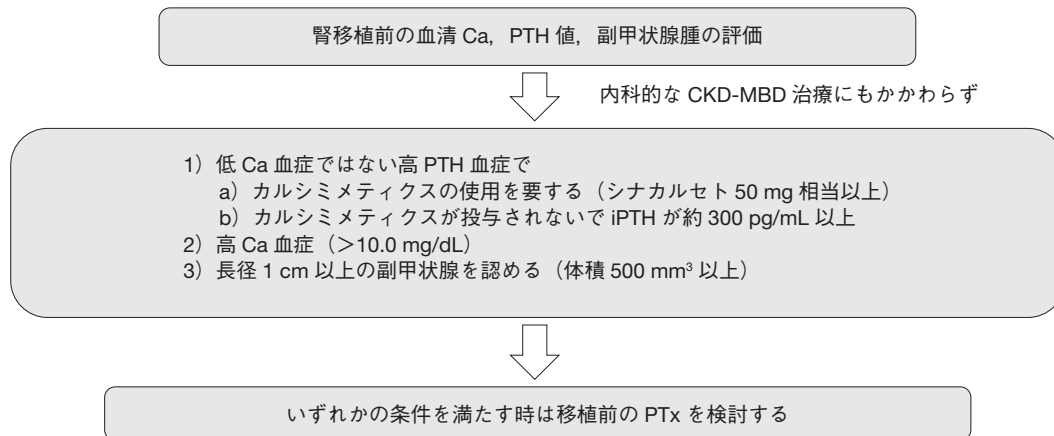 腎移植前の血清 Ca，PTH 値，副甲状腺腫の評価
内科的な CKD-MBD 治療にもかかわらず
1）低 Ca 血症ではない高 PTH 血症で
a）カルシミメティクスの使用を要する（シナカルセト 50 mg 相当以上）
b）カルシミメティクスが投与されないで iPTH が約 300 pg/mL 以上
2）高 Ca 血症（＞10.0 mg/dL）
3）長径 1 cm 以上の副甲状腺を認める（体積 500 mm³ 以上）
いずれかの条件を満たす時は移植前の PTx を検討する